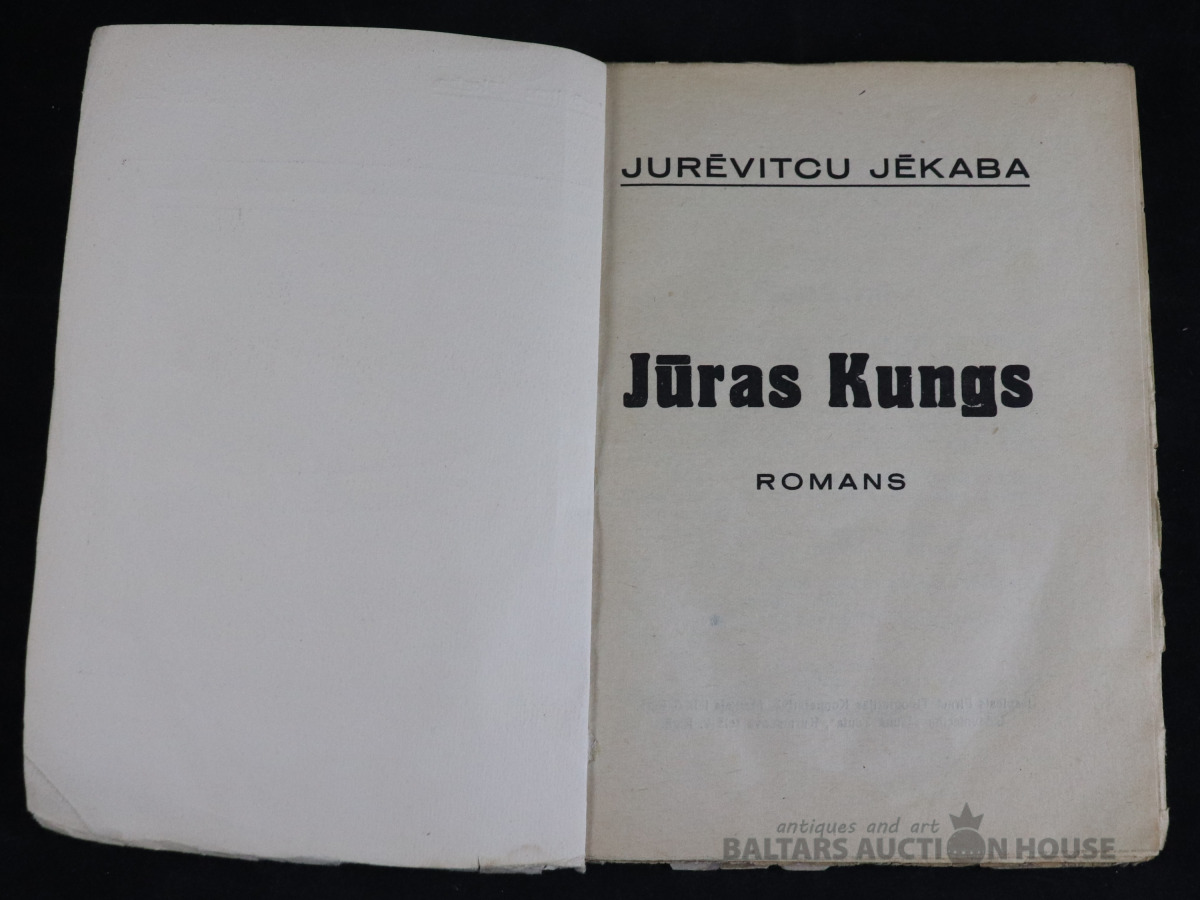 JURĒVITCU JĒKABA
Jūras Kungs
ROMANS
antiques and art
BALTARS AUCTION HOUSE